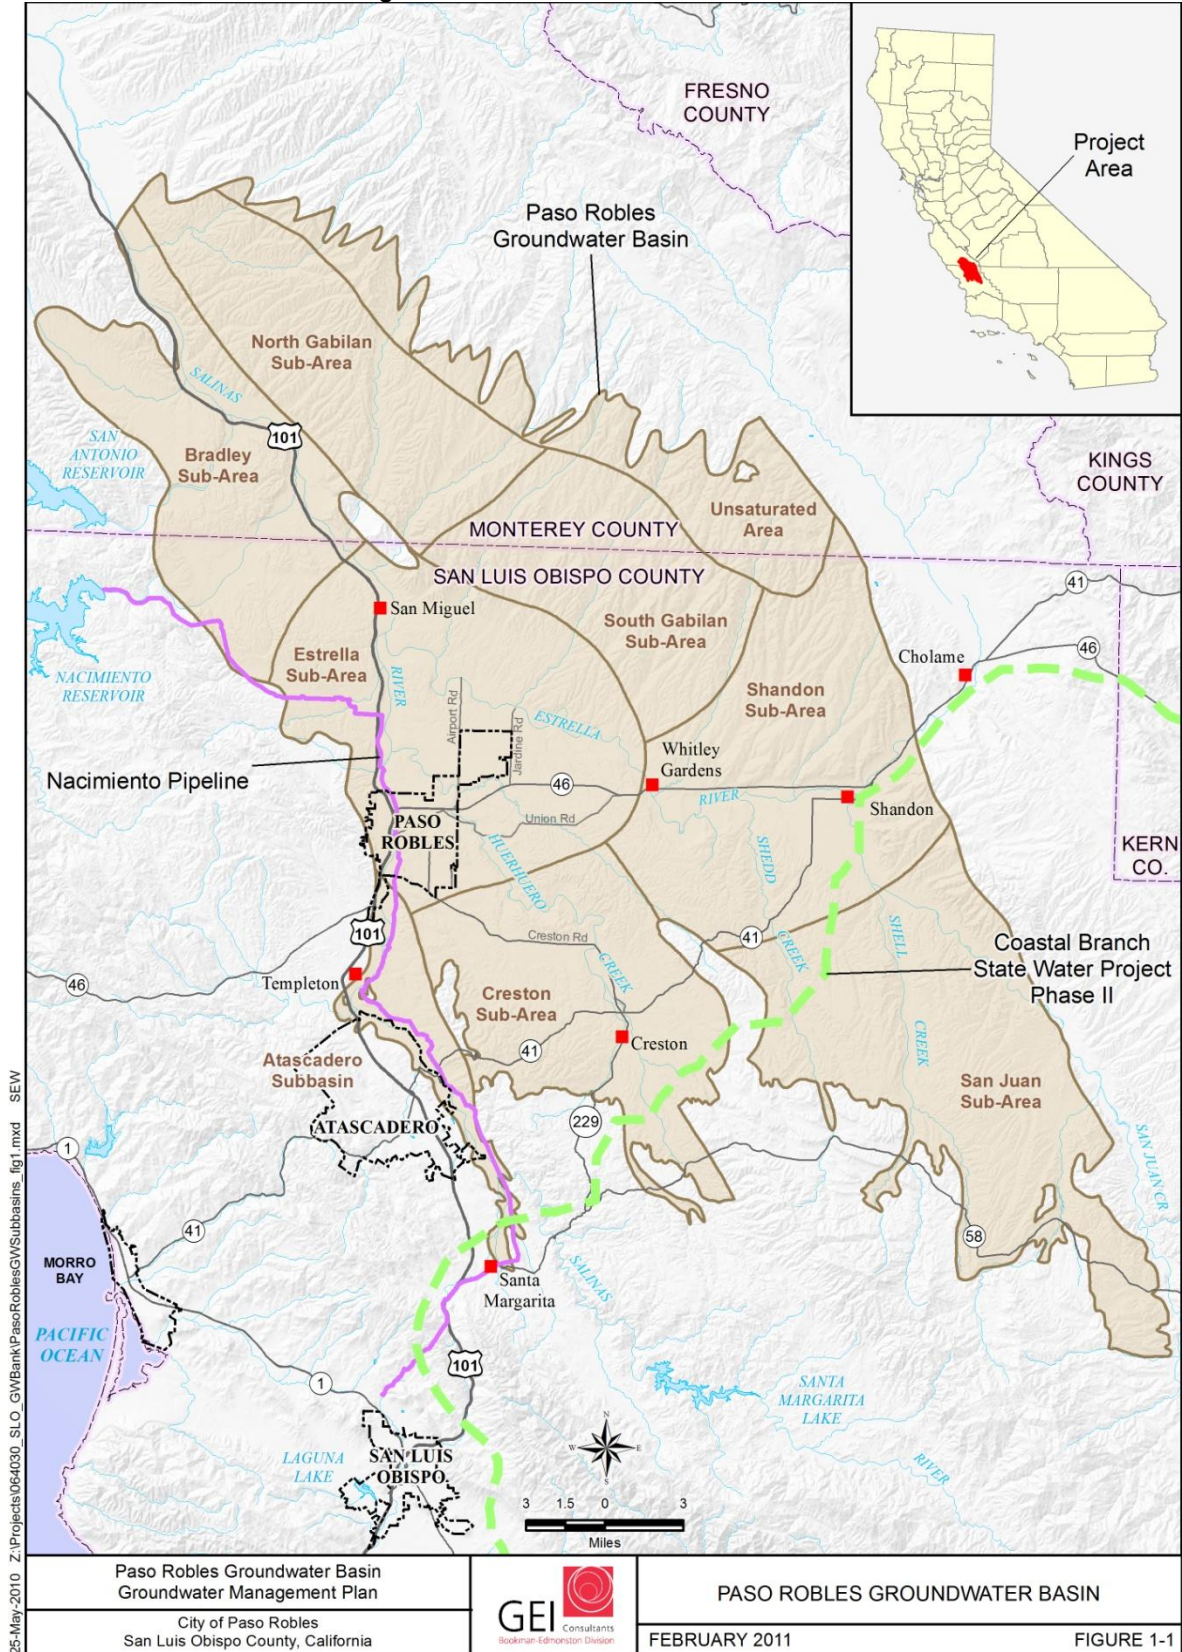 FRESNO
COUNTY
Project
Area
Paso Robles
Groundwater Basin
North Gabilan
Sub-Area
SALINAS
101
SAN
ANTONIO
RESERVOIR
Bradley
Sub-Area
KINGS
COUNTY
Unsaturated
Area
MONTEREY COUNTY
SAN LUIS OBISPO COUNTY
41
San Miguel
South Gabilan
Sub-Area
Estrella
Sub-Area
Cholame
46
NACIMIENTO
RESERVOIR
RIVER
Shandon
Sub-Area
Airport Rd
Jardine Rd
ESTRELLA
Whitley
Gardens
Nacimiento Pipeline
46
RIVER
Shandon
PASO
ROBLES
Union Rd
HUERHUERO
SHEDD
KERN
CO.
101
Creston Rd
CREEK
41
CREEK
SHELL
Coastal Branch
State Water Project
Phase II
46
Templeton
Creston
Sub-Area
CREEK
Atascadero
Subbasin
41
Creston
San Juan
Sub-Area
ATASCADERO
229
SAN JUAN CR
1
41
58
MORRO
BAY
Santa
Margarita
SALINAS
PACIFIC
OCEAN
101
1
SANTA
MARGARITA
LAKE
N
W
E
S
LAGUNA
LAKE
SAN LUIS
OBISPO
RIVER
3 1.5 0 3
Miles
25-May-2010 Z:\Projects\064030_SLO_GWBank\PasoRoblesGWSubbasins_fig1.mxd SEW
Paso Robles Groundwater Basin
Groundwater Management Plan
City of Paso Robles
San Luis Obispo County, California
GEI Consultants
Bookman-Edmonston Division
PASO ROBLES GROUNDWATER BASIN
FEBRUARY 2011
FIGURE 1-1